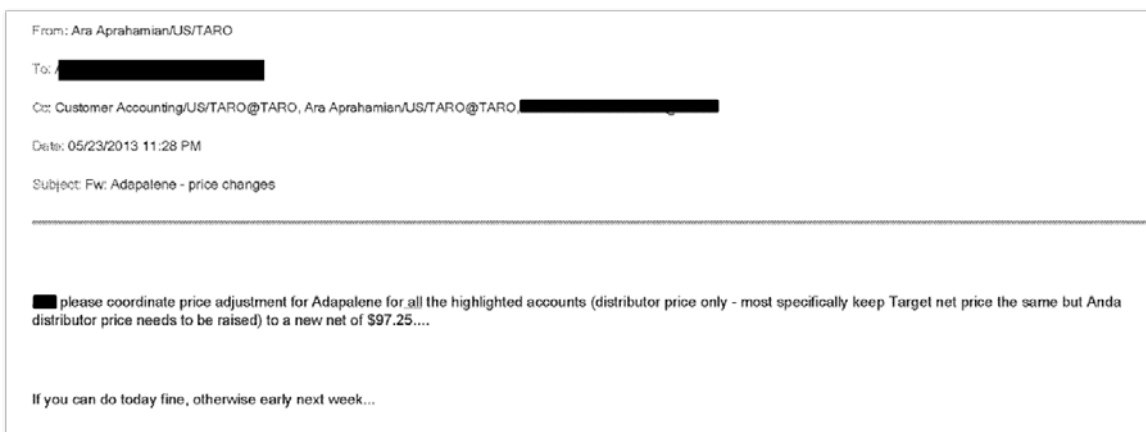 From: Ara Aprahamian/US/TARO
To:
Cc: Customer Accounting/US/TARO@TARO, Ara Aprahamian/US/TARO@TARO,
Date: 05/23/2013 11:28 PM
Subject: Fw: Adapalene - price changes
please coordinate price adjustment for Adapalene for all the highlighted accounts (distributor price only - most specifically keep Target net price the same but Anda
distributor price needs to be raised) to a new net of $97.25....
If you can do today fine, otherwise early next week...